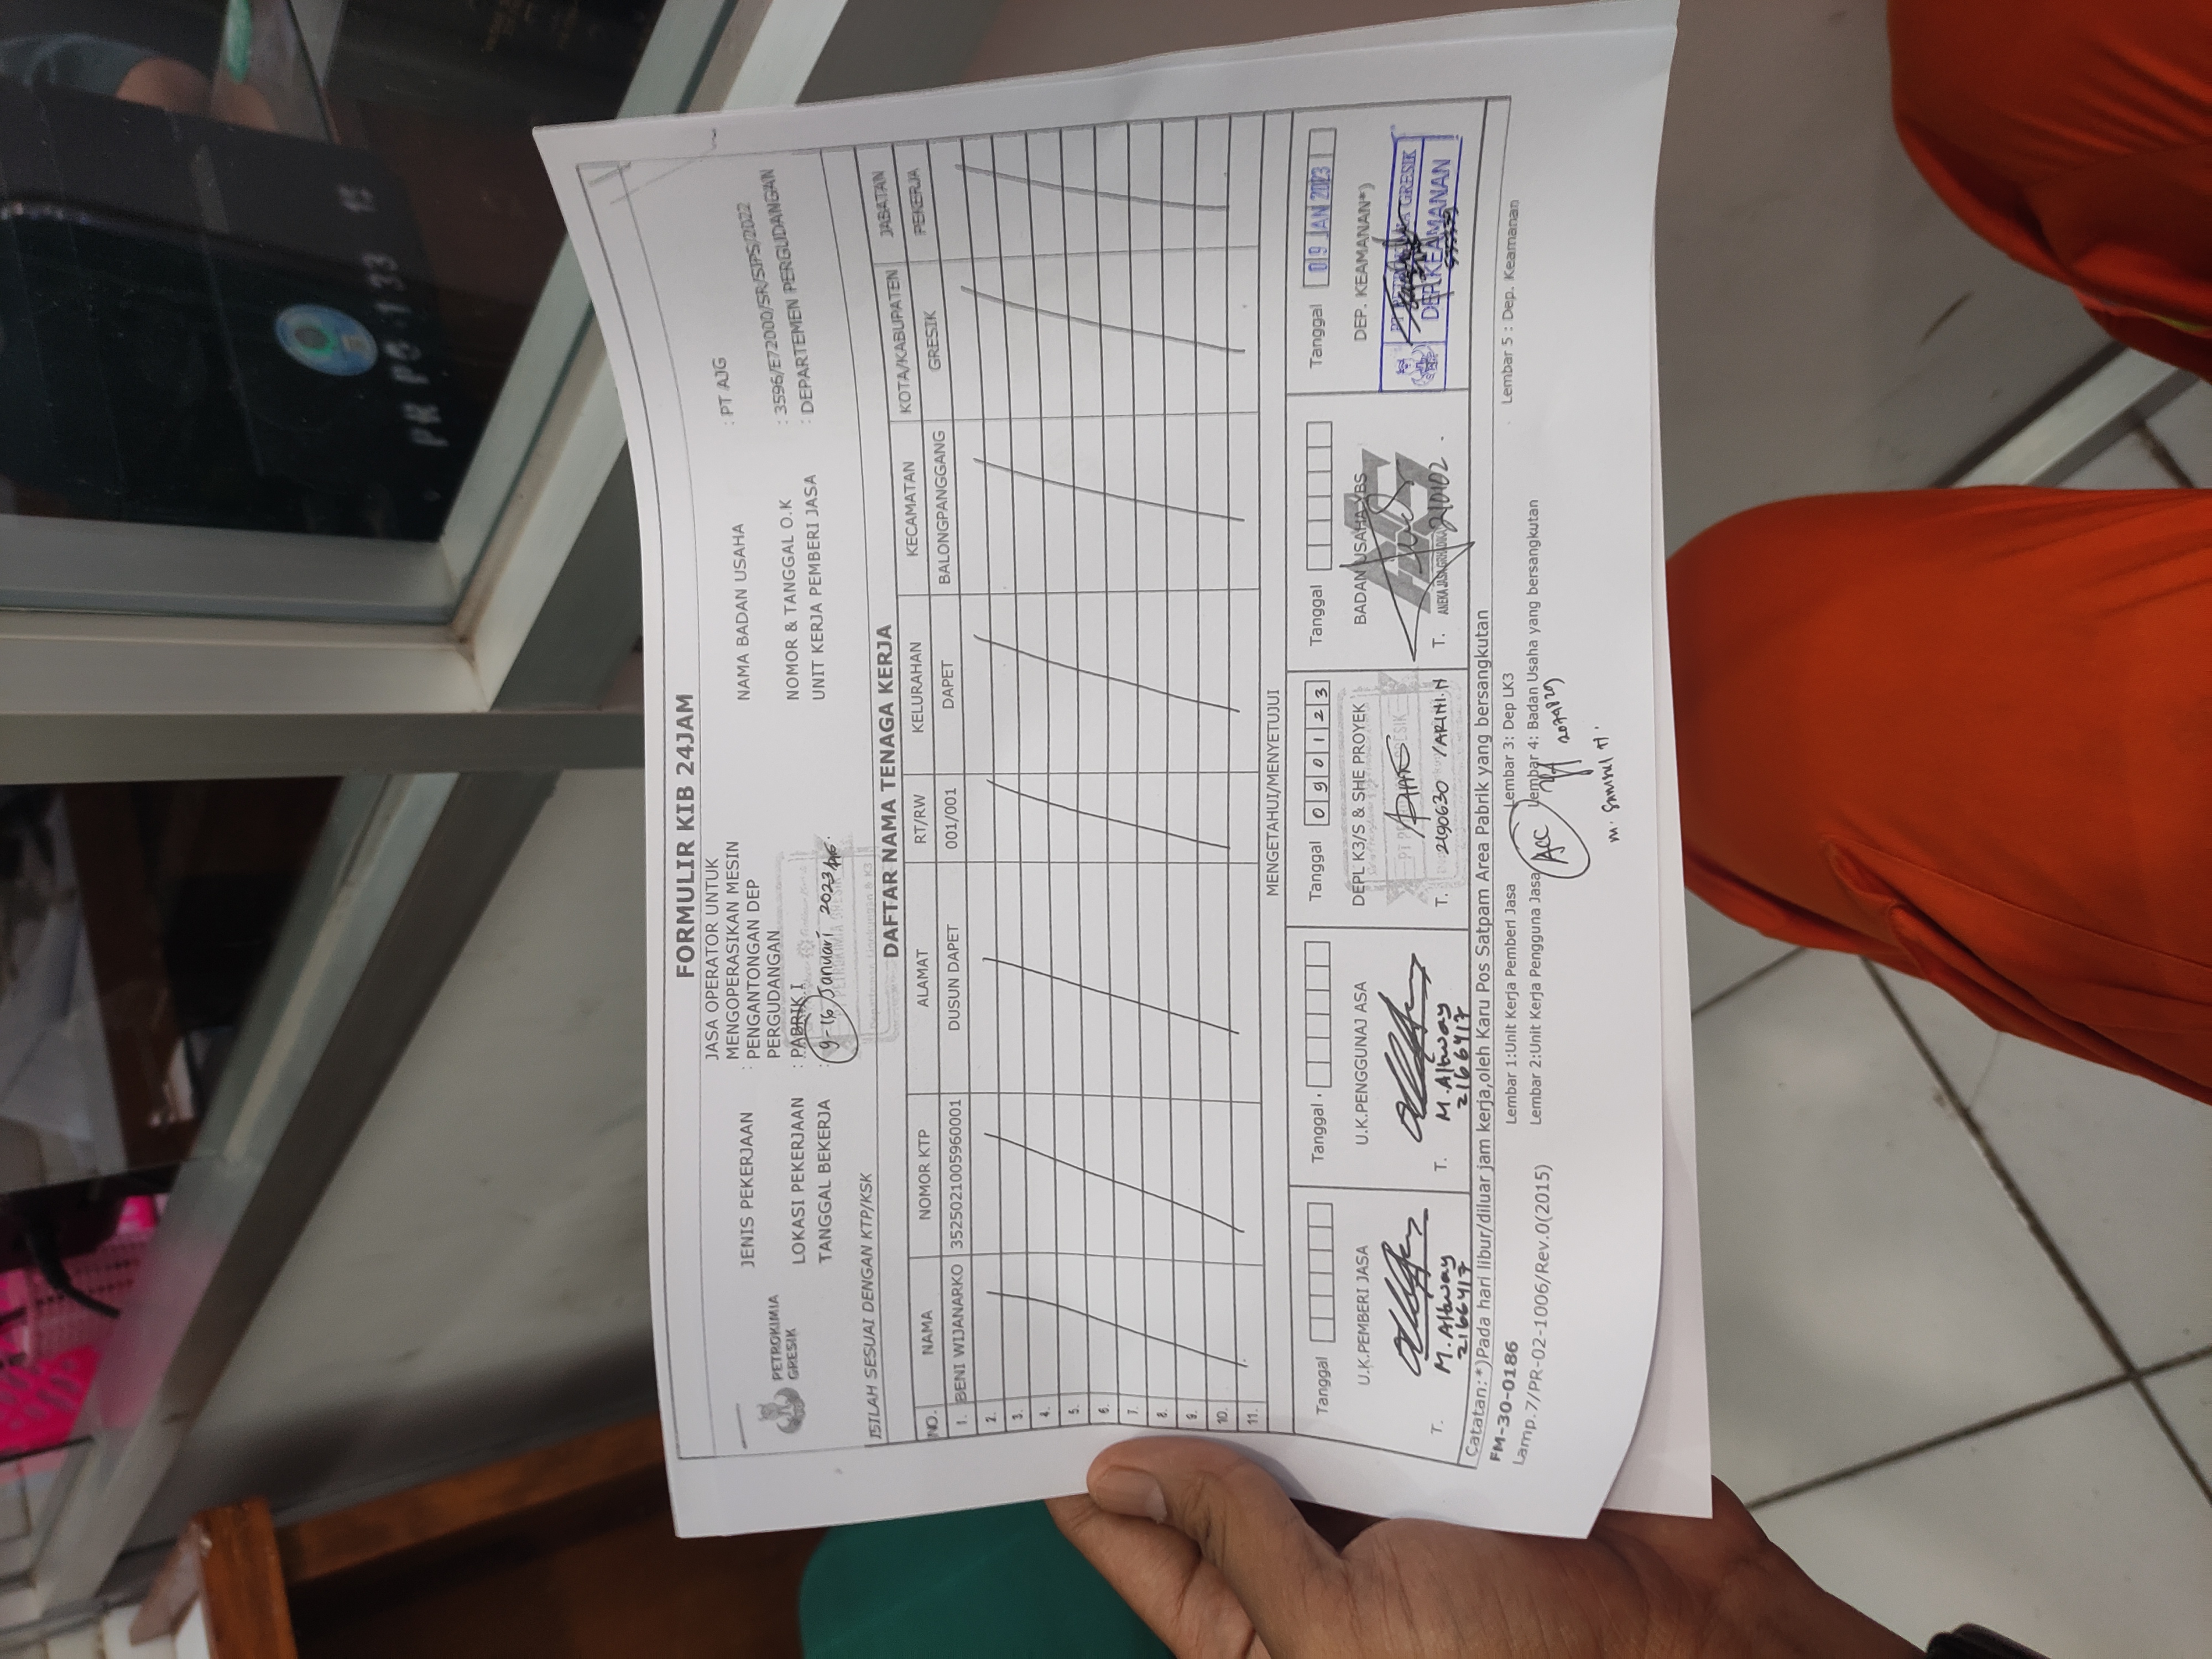 PR PG 133 13
FORMULIR KIB 24JAM
PETROKIMIA
GRESIK
JENIS PEKERJAAN : JASA OPERATOR UNTUK
MENGOPERASIKAN MESIN
PENGANTONGAN DEP
PERGUDANGAN
LOKASI PEKERJAAN : PABRIK.I
TANGGAL BEKERJA : 9-16 Januari 2023
NAMA BADAN USAHA : PT AJG
NOMOR & TANGGAL O.K : 3596/E72000/SR/SIPS/2022
UNIT KERJA PEMBERI JASA : DEPARTEMEN PERGUDANGAN
PT PETROKIMIA GRESIK
Departemen Lingkungan & K3
ISILAH SESUAI DENGAN KTP/KSK
DAFTAR NAMA TENAGA KERJA
NO. NAMA NOMOR KTP ALAMAT RT/RW KELURAHAN KECAMATAN KOTA/KABUPATEN JABATAN
1. BENI WIJANARKO 3525021005960001 DUSUN DAPET 001/001 DAPET BALONGPANGGANG GRESIK PEKERJA
2.
3.
4.
5.
6.
7.
8.
9.
10.
11.
MENGETAHUI/MENYETUJUI
Tanggal Tanggal . Tanggal 090123 Tanggal Tanggal 09 JAN 2023
U.K.PEMBERI JASA U.K.PENGGUNAJ ASA DEPL K3/S & SHE PROYEK BADAN USAHA YBS DEP. KEAMANAN*)
PT PETROKIMIA GRESIK
DEP. KEAMANAN
T. M. Altway T. M. Altway T. 2190630 /ARINI.N T. ANEKA JASA GRHADIKA 210102
2166417 2166417
Catatan:*)Pada hari libur/diluar jam kerja,oleh Karu Pos Satpam Area Pabrik yang bersangkutan
FM-30-0186
Lamp.7/PR-02-1006/Rev.0(2015)
Lembar 1:Unit Kerja Pemberi Jasa
Lembar 2:Unit Kerja Pengguna Jasa
Lembar 3: Dep LK3
Lembar 4: Badan Usaha yang bersangkutan
Lembar 5 : Dep. Keamanan
ACC
2079829
M. Samsul H.